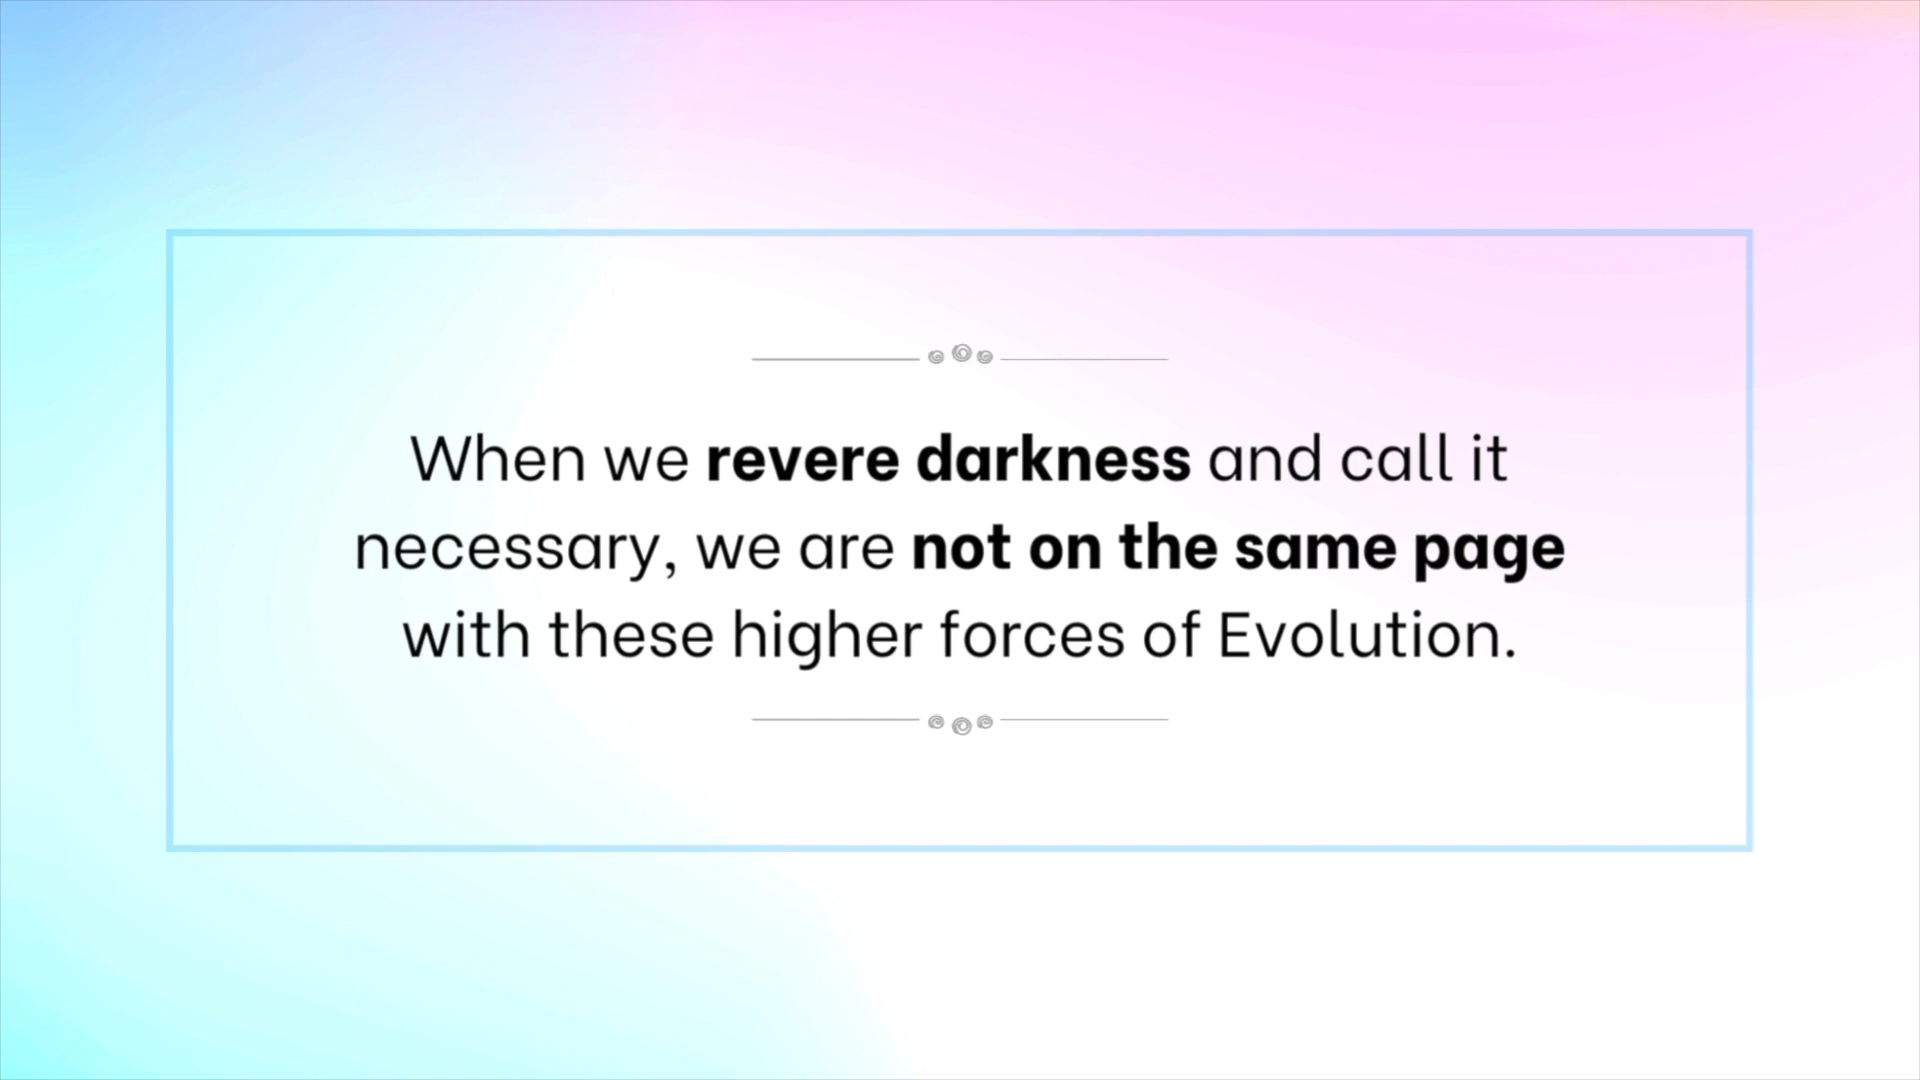 When we revere darkness and call it
necessary, we are not on the same page
with these higher forces of Evolution.